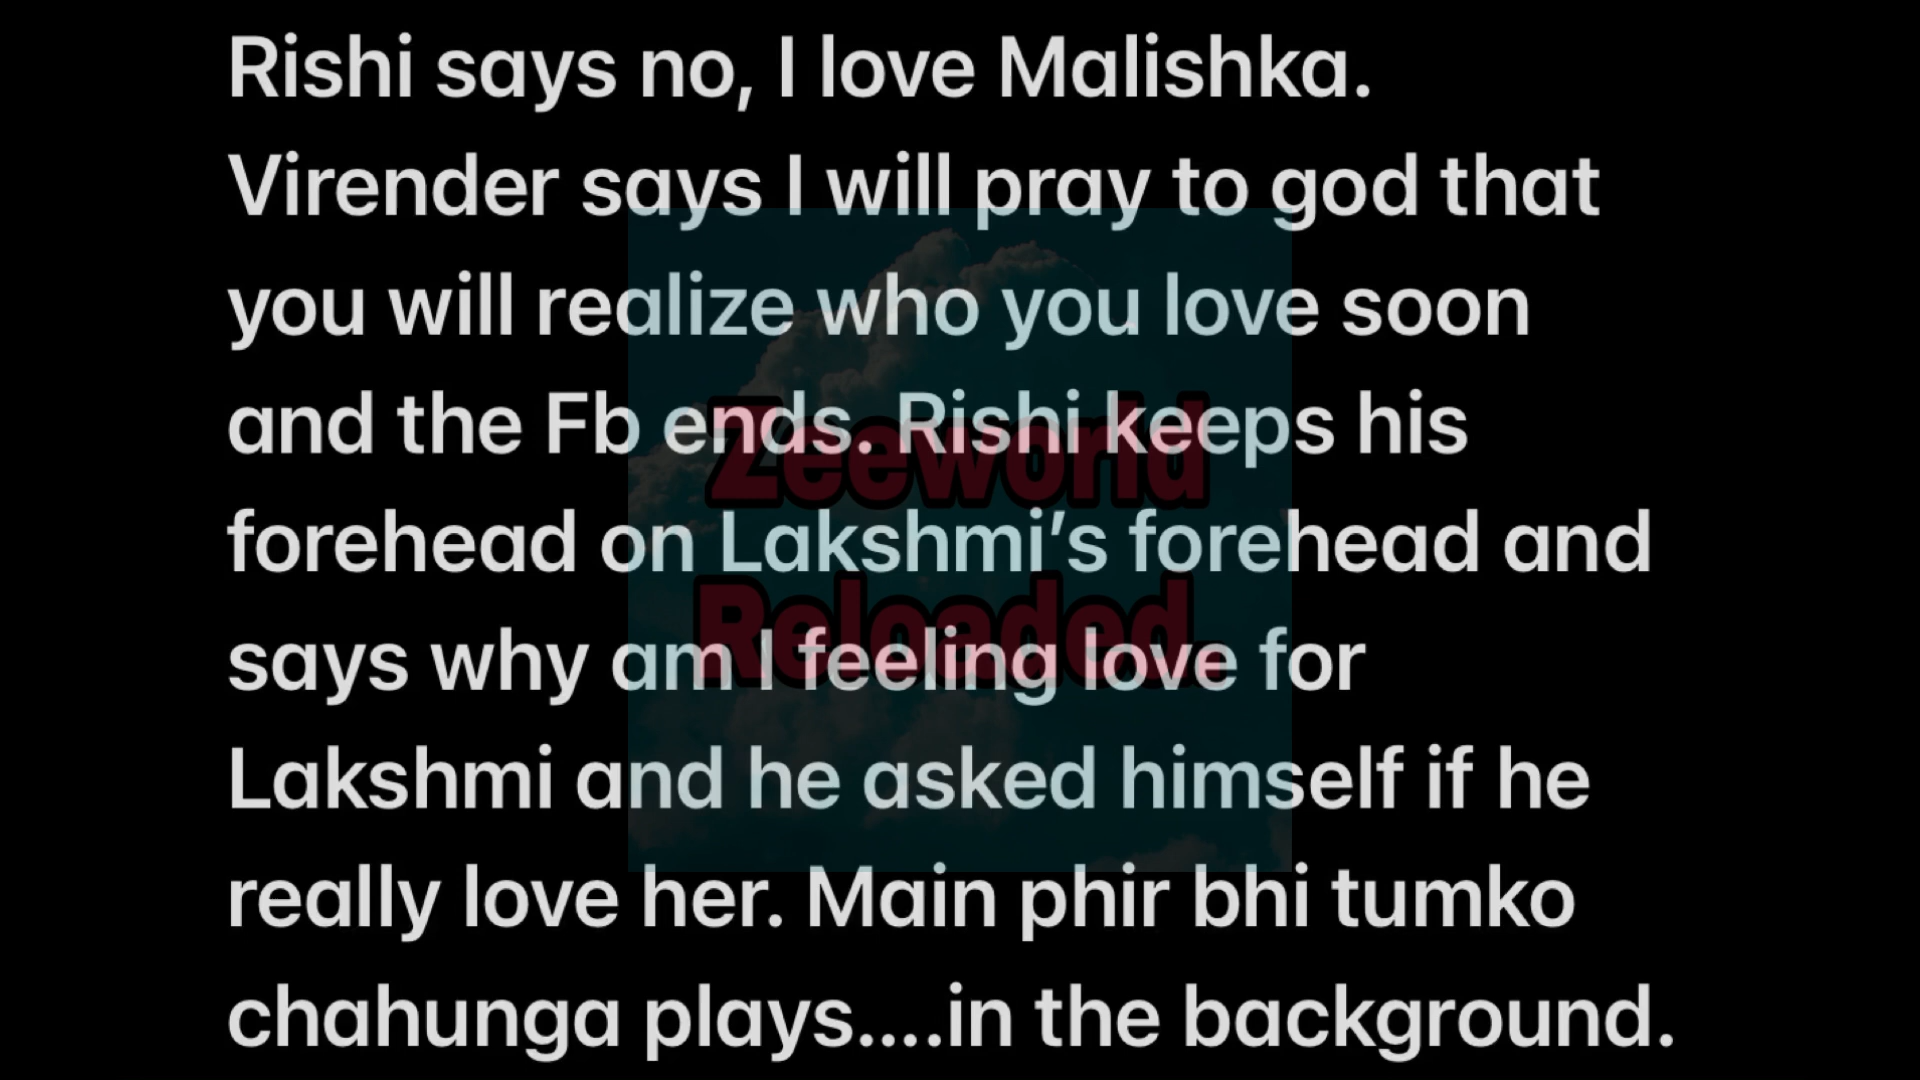 Rishi says no, I love Malishka.
Virender says I will pray to god that
you will realize who you love soon
and the Fb ends. Rishi keeps his
forehead on Lakshmi’s forehead and
says why am I feeling love for
Lakshmi and he asked himself if he
really love her. Main phir bhi tumko
chahunga plays....in the background.
Zeeworld
Reloaded.